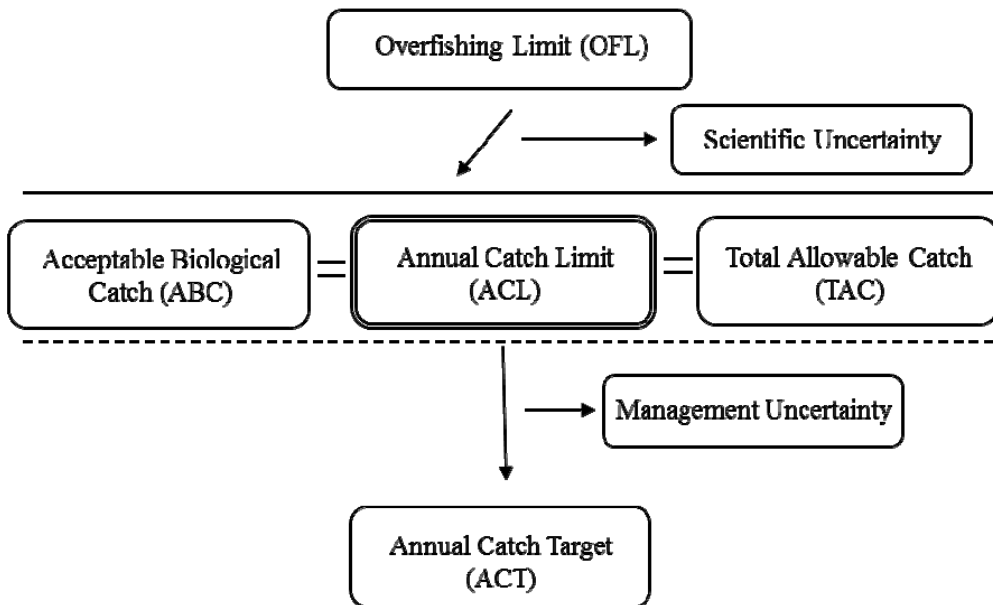 Overfishing Limit (OFL)
Scientific Uncertainty
Acceptable Biological
Catch (ABC)
=
Annual Catch Limit
(ACL)
=
Total Allowable Catch
(TAC)
Management Uncertainty
Annual Catch Target
(ACT)